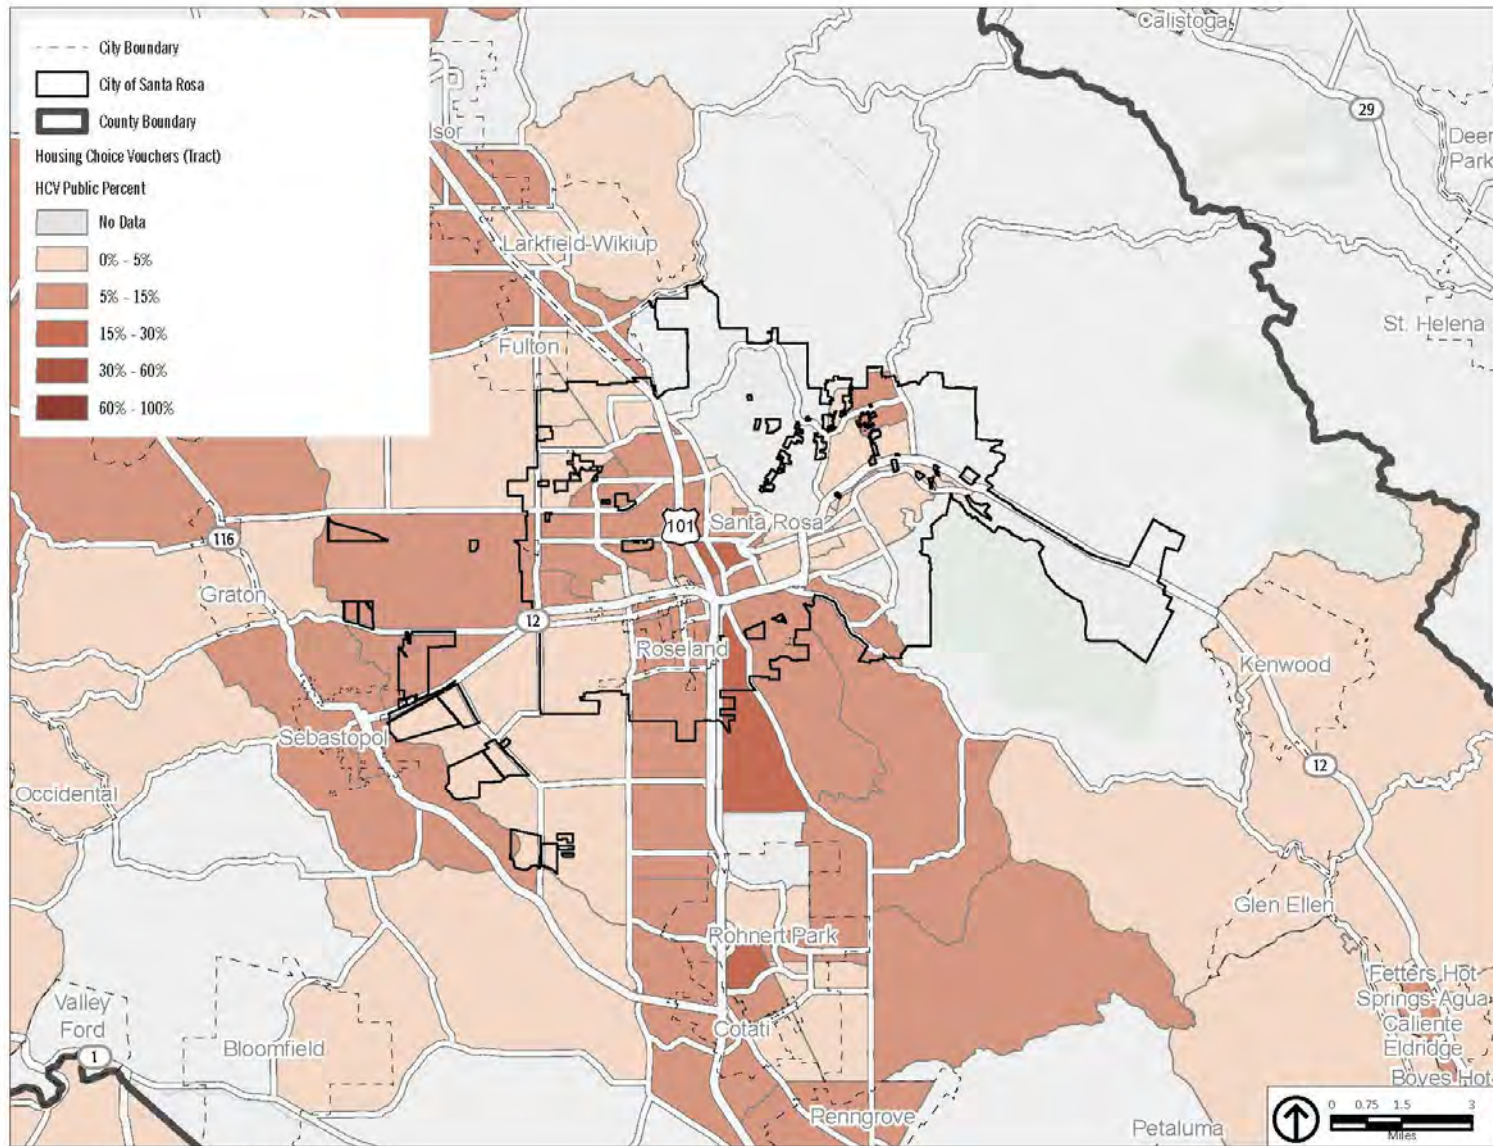 City Boundary
City of Santa Rosa
County Boundary
Housing Choice Vouchers (Tract)
HCV Public Percent
No Data
0% - 5%
5% - 15%
15% - 30%
30% - 60%
60% - 100%
Calistoga
29
Deer
Park
lsor
Larkfield-Wikiup
St. Helena
Fulton
101
Santa Rosa
116
Graton
12
Roseland
Kenwood
Sebastopol
12
Occidental
Glen Ellen
Rohnert Park
Fetters Hot
Springs-Agua
Caliente
Eldridge
Valley
Ford
Cotati
1
Bloomfield
Boyes Hot
Penngrove
Petaluma
0 0.75 1.5 3
Miles